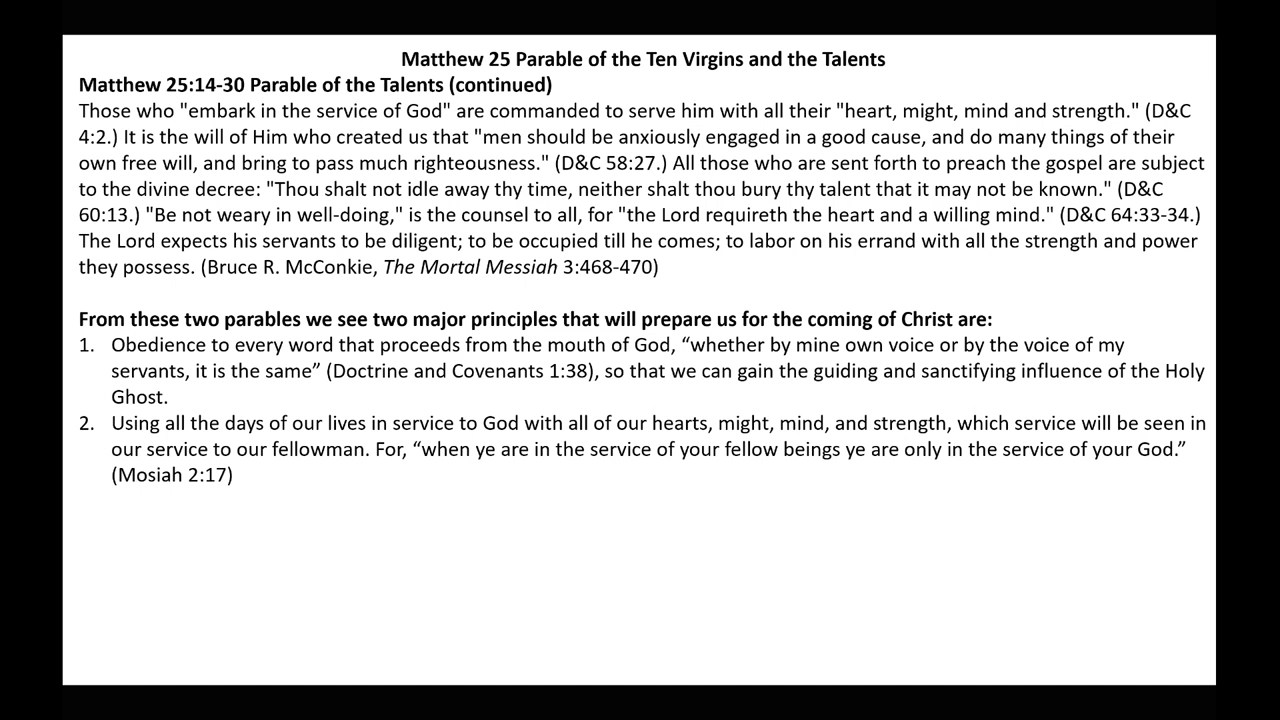 Matthew 25 Parable of the Ten Virgins and the Talents
Matthew 25:14-30 Parable of the Talents (continued)
Those who "embark in the service of God" are commanded to serve him with all their "heart, might, mind and strength." (D&C
4:2.) It is the will of Him who created us that "men should be anxiously engaged in a good cause, and do many things of their
own free will, and bring to pass much righteousness." (D&C 58:27.) All those who are sent forth to preach the gospel are subject
to the divine decree: "Thou shalt not idle away thy time, neither shalt thou bury thy talent that it may not be known." (D&C
60:13.) "Be not weary in well-doing," is the counsel to all, for "the Lord requireth the heart and a willing mind." (D&C 64:33-34.)
The Lord expects his servants to be diligent; to be occupied till he comes; to labor on his errand with all the strength and power
they possess. (Bruce R. McConkie, The Mortal Messiah 3:468-470)
From these two parables we see two major principles that will prepare us for the coming of Christ are:
1. Obedience to every word that proceeds from the mouth of God, “whether by mine own voice or by the voice of my
servants, it is the same” (Doctrine and Covenants 1:38), so that we can gain the guiding and sanctifying influence of the Holy
Ghost.
2. Using all the days of our lives in service to God with all of our hearts, might, mind, and strength, which service will be seen in
our service to our fellowman. For, “when ye are in the service of your fellow beings ye are only in the service of your God.”
(Mosiah 2:17)